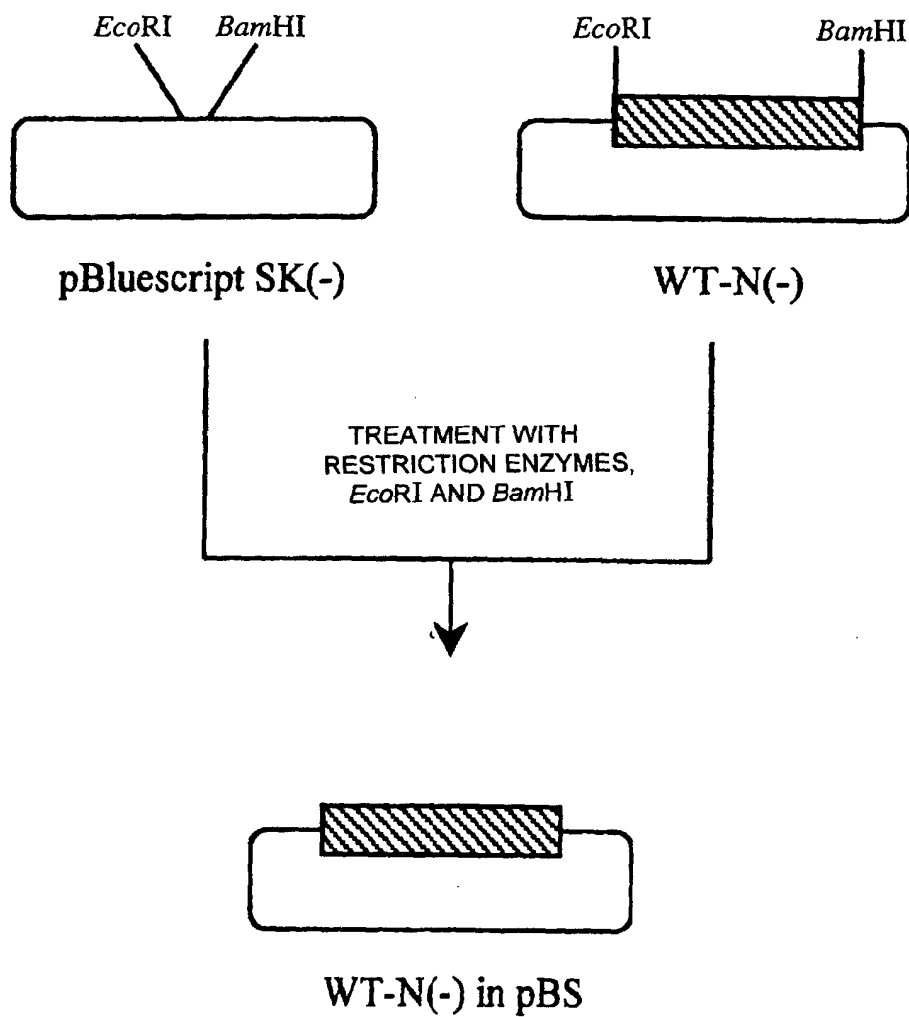 EcoRI BamHI
EcoRI BamHI
pBluescript SK(-)
WT-N(-)
TREATMENT WITH
RESTRICTION ENZYMES,
EcoRI AND BamHI
WT-N(-) in pBS